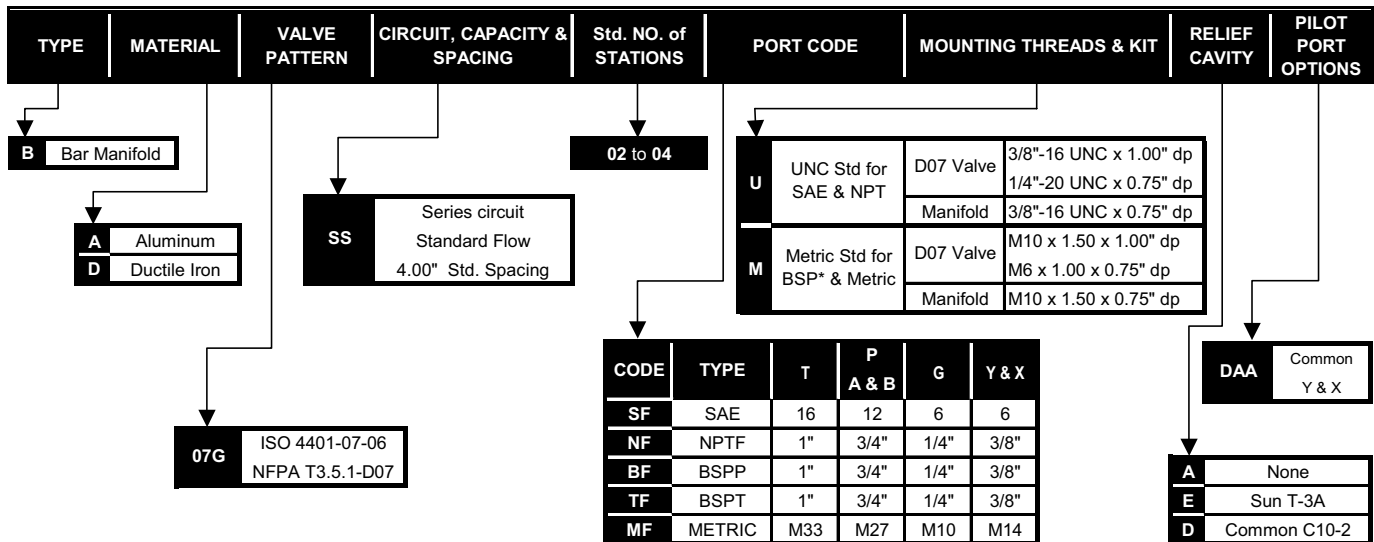 TYPE
MATERIAL
VALVE
PATTERN
CIRCUIT, CAPACITY &
SPACING
Std. NO. of
STATIONS
PORT CODE
MOUNTING THREADS & KIT
RELIEF
CAVITY
PILOT
PORT
OPTIONS
B Bar Manifold
A Aluminum
D Ductile Iron
07G
ISO 4401-07-06
NFPA T3.5.1-D07
SS
Series circuit
Standard Flow
4.00" Std. Spacing
02 to 04
U
UNC Std for
SAE & NPT
D07 Valve
3/8"-16 UNC x 1.00" dp
1/4"-20 UNC x 0.75" dp
Manifold 3/8"-16 UNC x 0.75" dp
M
Metric Std for
BSP* & Metric
D07 Valve
M10 x 1.50 x 1.00" dp
M6 x 1.00 x 0.75" dp
Manifold M10 x 1.50 x 0.75" dp
CODE TYPE T P A & B G Y & X
SF SAE 16 12 6 6
NF NPTF 1" 3/4" 1/4" 3/8"
BF BSPP 1" 3/4" 1/4" 3/8"
TF BSPT 1" 3/4" 1/4" 3/8"
MF METRIC M33 M27 M10 M14
DAA
Common
Y & X
A None
E Sun T-3A
D Common C10-2